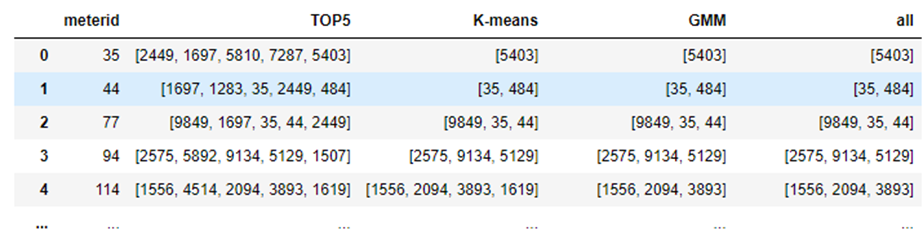 meterid TOP5 K-means GMM all
0 35 [2449, 1697, 5810, 7287, 5403] [5403] [5403] [5403]
1 44 [1697, 1283, 35, 2449, 484] [35, 484] [35, 484] [35, 484]
2 77 [9849, 1697, 35, 44, 2449] [9849, 35, 44] [9849, 35, 44] [9849, 35, 44]
3 94 [2575, 5892, 9134, 5129, 1507] [2575, 9134, 5129] [2575, 9134, 5129] [2575, 9134, 5129]
4 114 [1556, 4514, 2094, 3893, 1619] [1556, 2094, 3893, 1619] [1556, 2094, 3893] [1556, 2094, 3893]
... ... ... ... ... ...